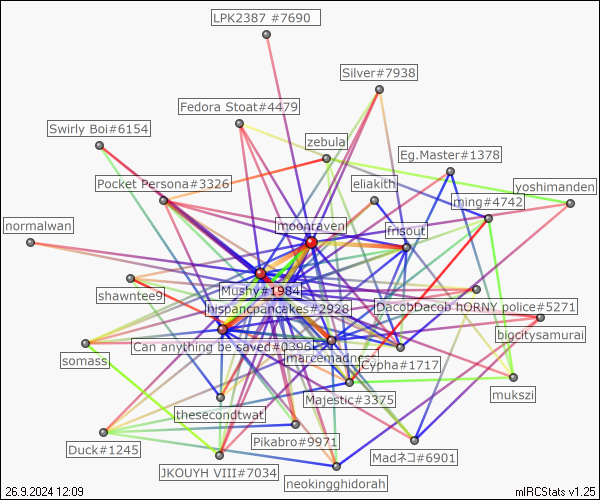 LPK2387 #7690
Silver#7938
Fedora Stoat#4479
Swirly Boi#6154
zebula
Eg.Master#1378
Pocket Persona#3326
eliakith
yoshimanden
ming#4742
normalwan
moonraven
frisout
Mushy#1984
shawntee9
hispancpancakes#2928
DacobDacob hORNY police#5271
bigcitysamurai
Can anything be saved#0396
marcemadness
somass
Cypha#1717
mukszi
Majestic#3375
thesecondtwat
Pikabro#9971
Duck#1245
Madネコ#6901
JKOUYH VIII#7034
neokingghidorah
26.9.2024 12:09
mIRCStats v1.25